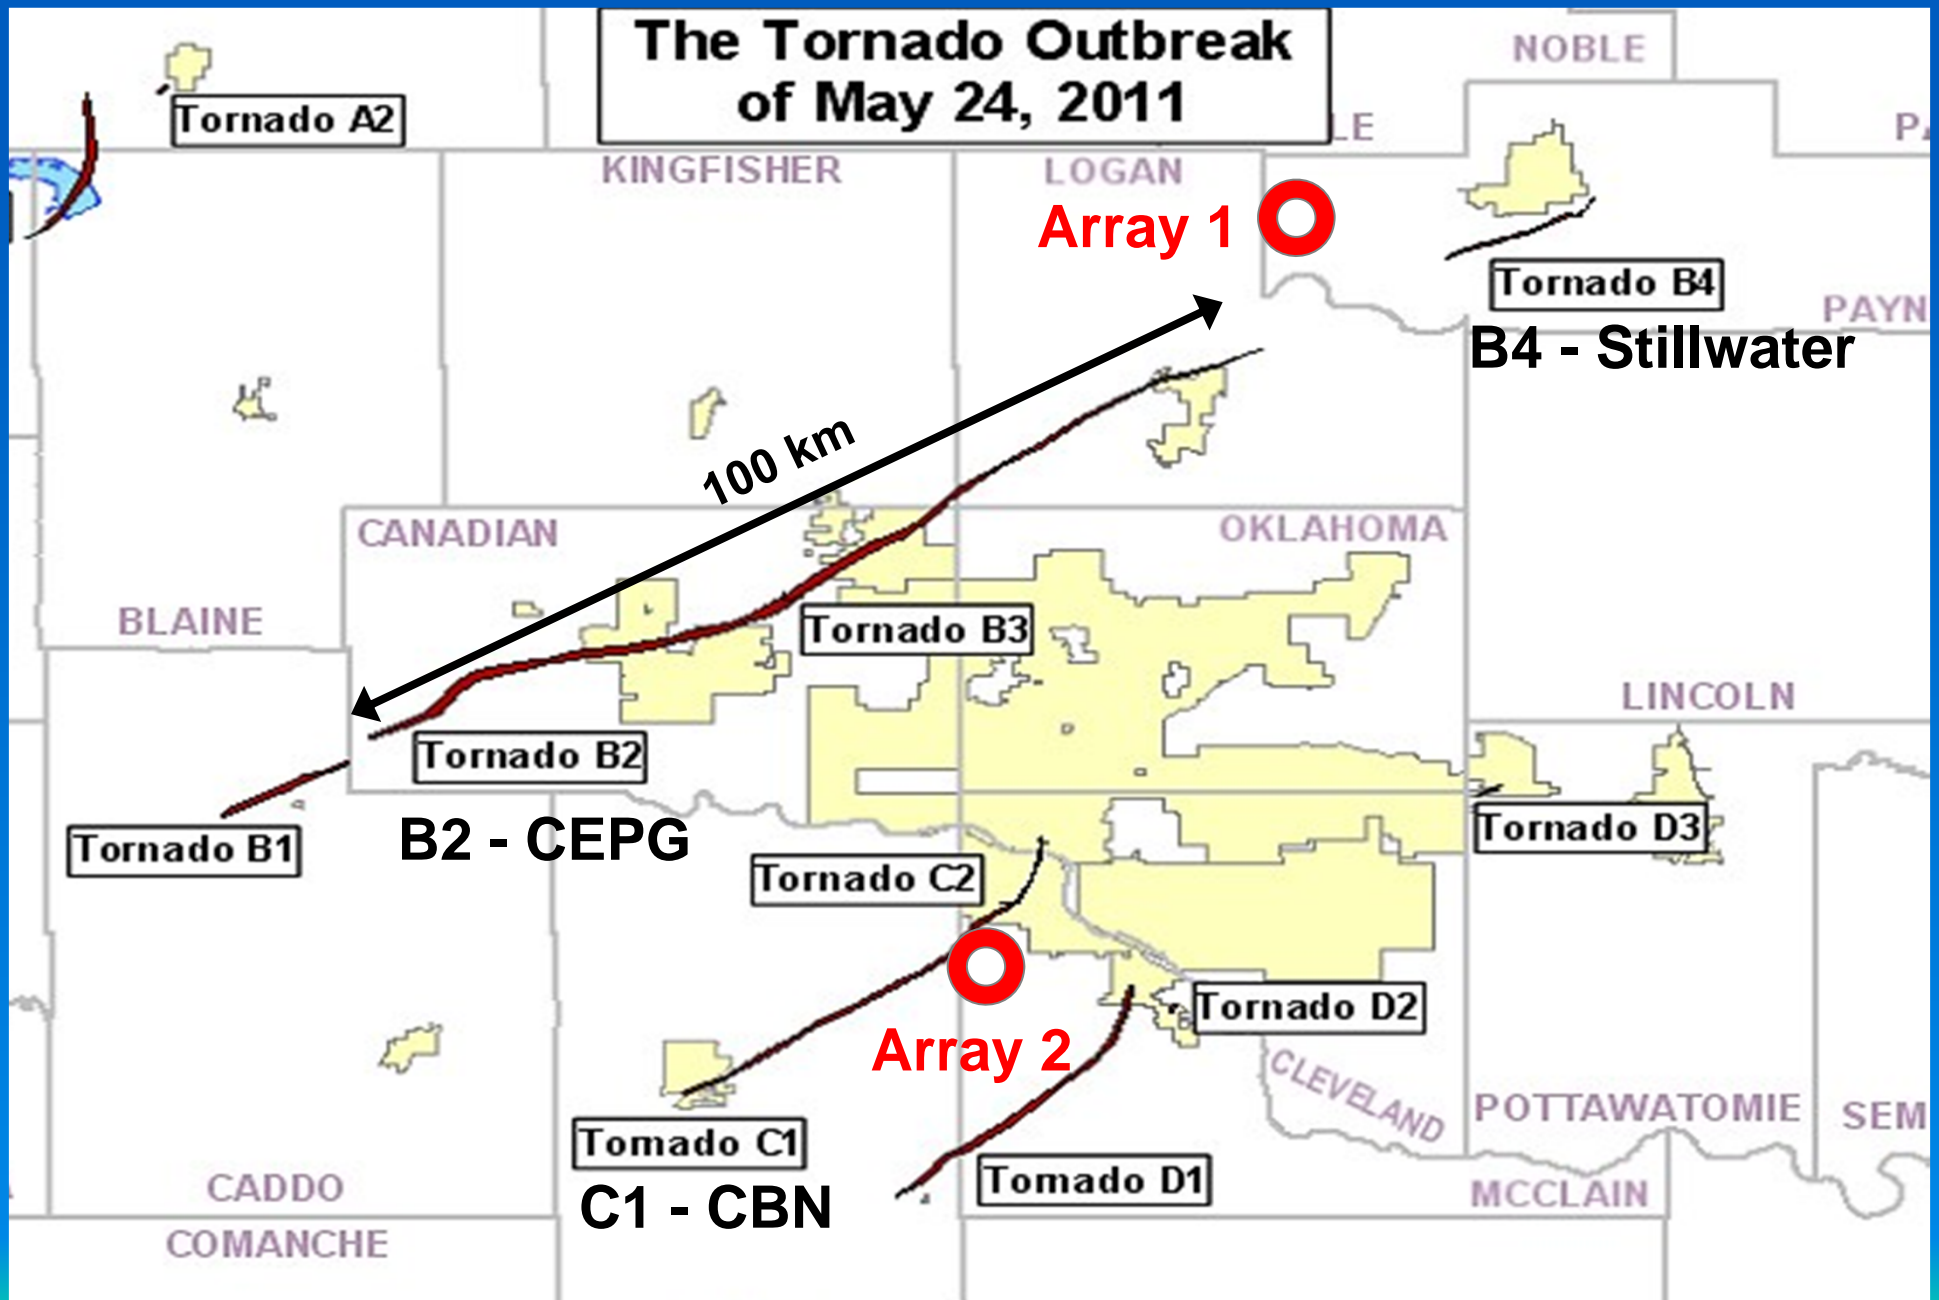 The Tornado Outbreak
of May 24, 2011
NOBLE
Tornado A2
LE
KINGFISHER
LOGAN
Array 1
Tornado B4
PAYN
B4 - Stillwater
100 km
CANADIAN
OKLAHOMA
BLAINE
Tornado B3
LINCOLN
Tornado B2
Tornado B1
B2 - CEPG
Tornado D3
Tornado C2
Tornado D2
Array 2
CLEVELAND
POTTAWATOMIE
SEM
Tornado C1
CADDO
Tornado D1
MCCLAIN
C1 - CBN
COMANCHE